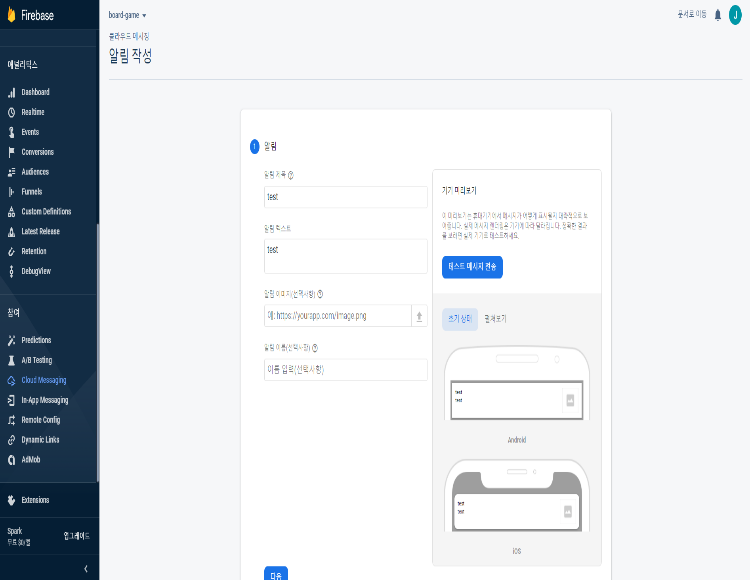 Firebase
애널리틱스
Dashboard
Realtime
Events
Conversions
Audiences
Funnels
Custom Definitions
Latest Release
Retention
DebugView
참여
Predictions
A/B Testing
Cloud Messaging
In-App Messaging
Remote Config
Dynamic Links
AdMob
Extensions
Spark
무료 $0/월
업그레이드
board-game
문서로 이동
J
클라우드 메시징
알림 작성
1 알림
알림 제목
test
알림 텍스트
test
알림 이미지(선택사항)
예: https://yourapp.com/image.png
알림 이름(선택사항)
이름 입력(선택사항)
다음
기기 미리보기
이 미리보기는 휴대기기에서 메시지가 어떻게 표시될지 대략적으로 보
여줍니다. 실제 메시지 렌더링은 기기에 따라 달라집니다. 정확한 결과
를 보려면 실제 기기로 테스트하세요.
테스트 메시지 전송
초기 상태
펼쳐보기
test
test
Android
test
test
iOS